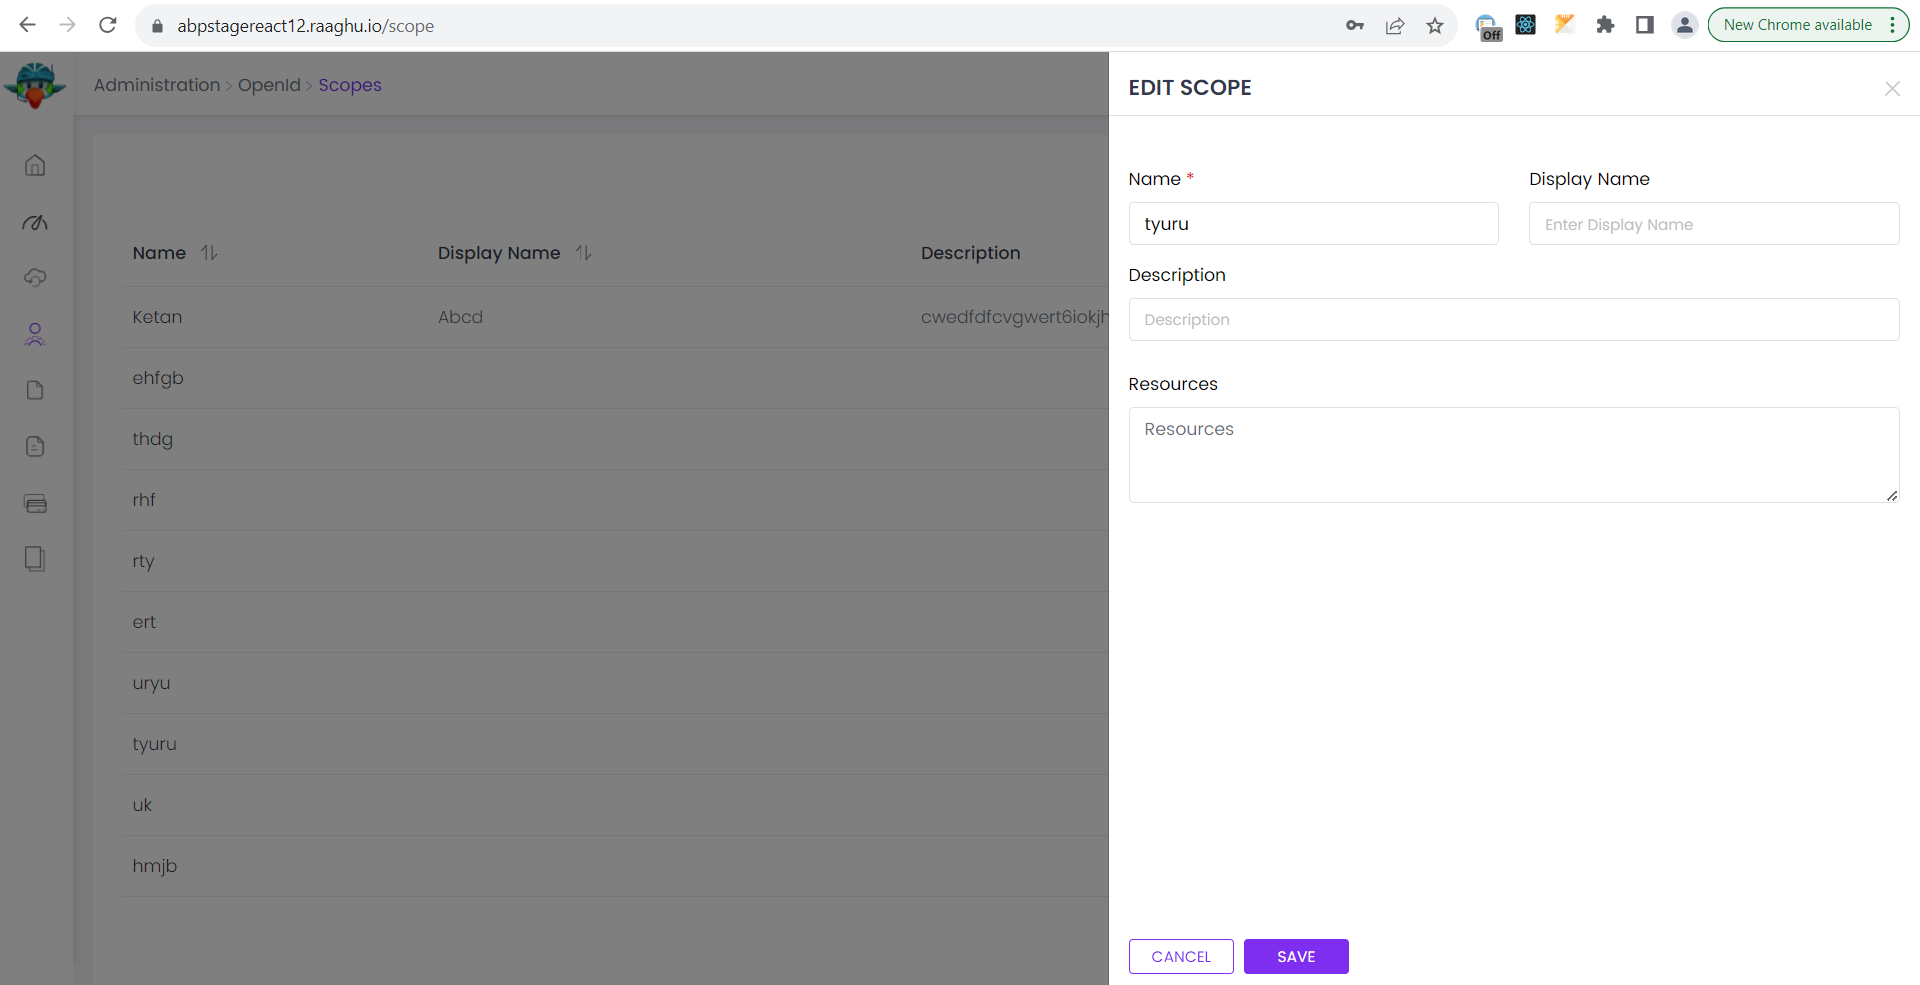 abpstagereact12.raaghu.io/scope
Off
New Chrome available
Administration > OpenId > Scopes
Name Display Name Description
Ketan Abcd cwedfdfcvgwert6iokjh
ehfgb
thdg
rhf
rty
ert
uryu
tyuru
uk
hmjb
EDIT SCOPE
Name * Display Name
tyuru Enter Display Name
Description
Description
Resources
Resources
CANCEL SAVE